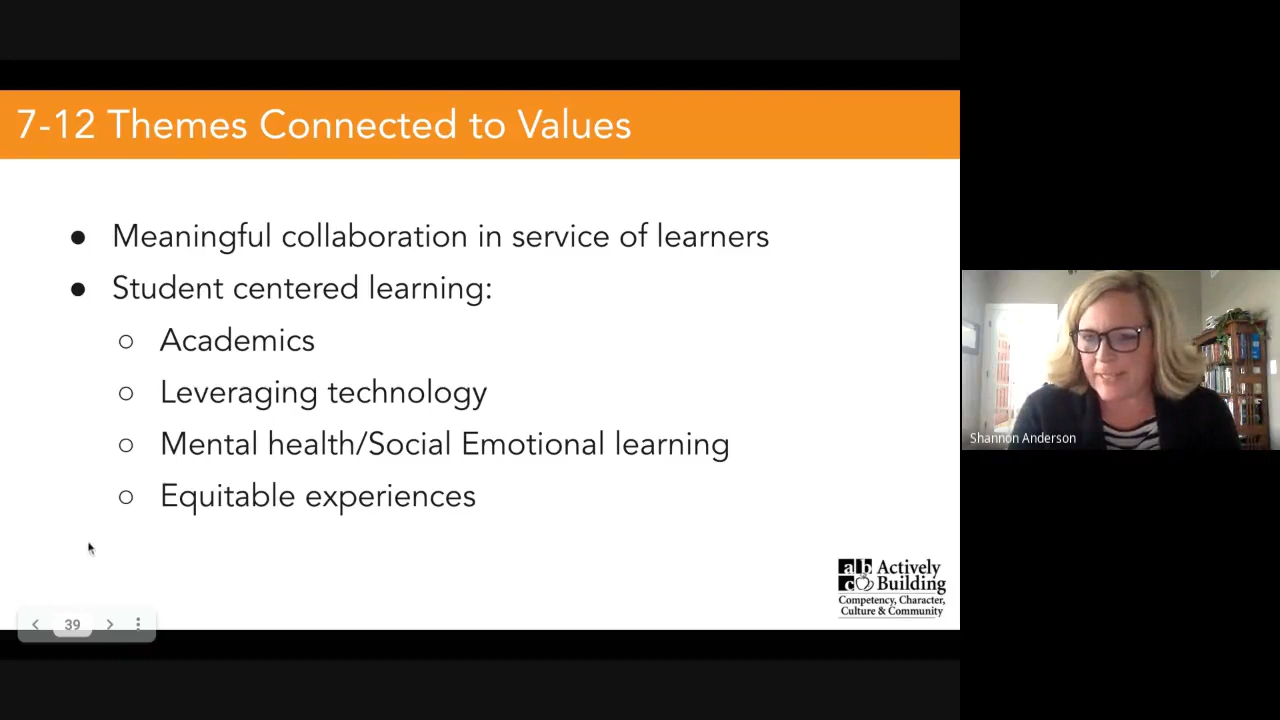 7-12 Themes Connected to Values
● Meaningful collaboration in service of learners
● Student centered learning:
○ Academics
○ Leveraging technology
○ Mental health/Social Emotional learning
○ Equitable experiences
Shannon Anderson
a b c Actively
Building
Competency, Character,
Culture & Community
39